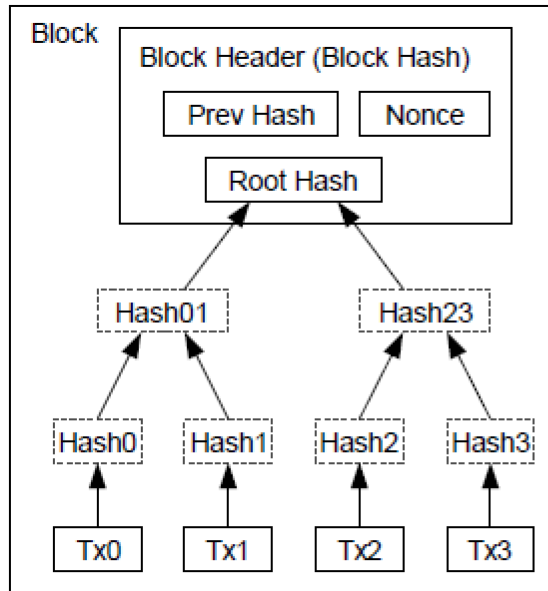 Block
Block Header (Block Hash)
Prev Hash Nonce
Root Hash
Hash01 Hash23
Hash0 Hash1 Hash2 Hash3
Tx0 Tx1 Tx2 Tx3